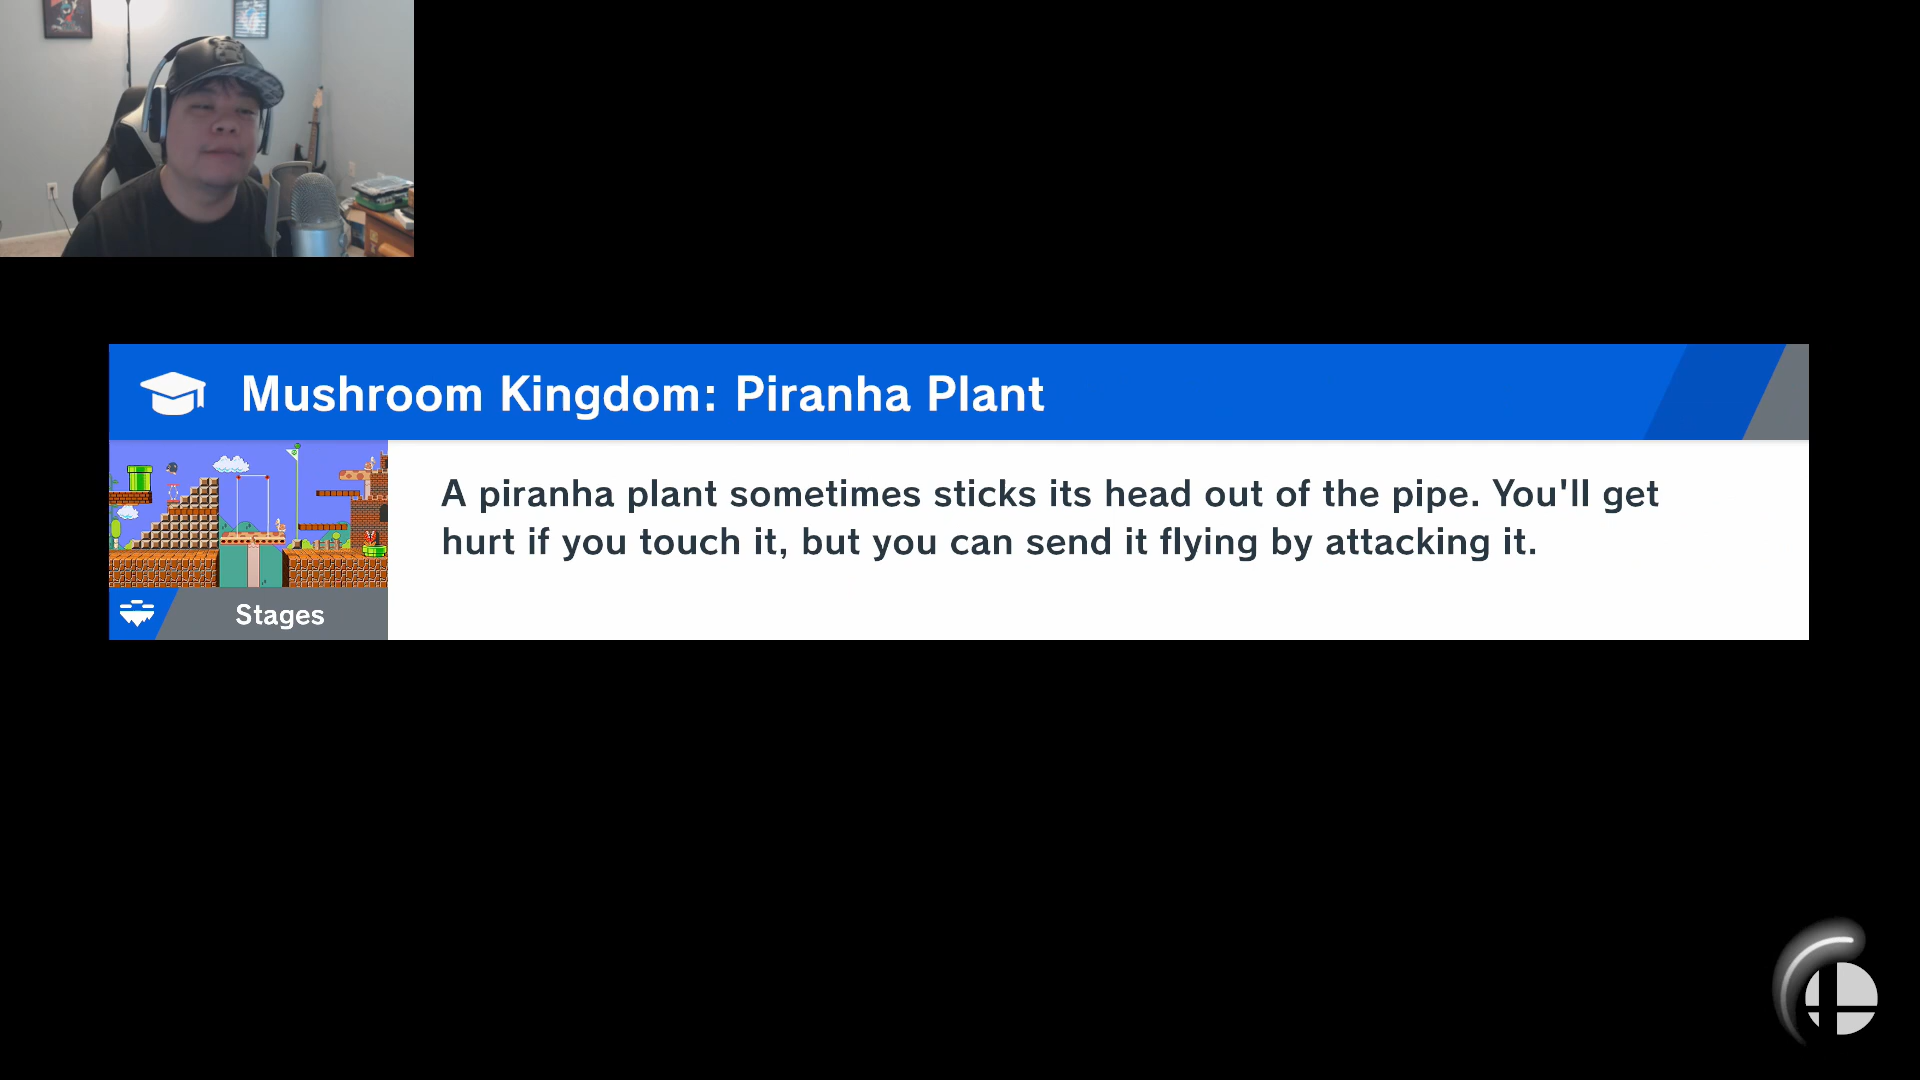 Mushroom Kingdom: Piranha Plant
A piranha plant sometimes sticks its head out of the pipe. You'll get
hurt if you touch it, but you can send it flying by attacking it.
Stages